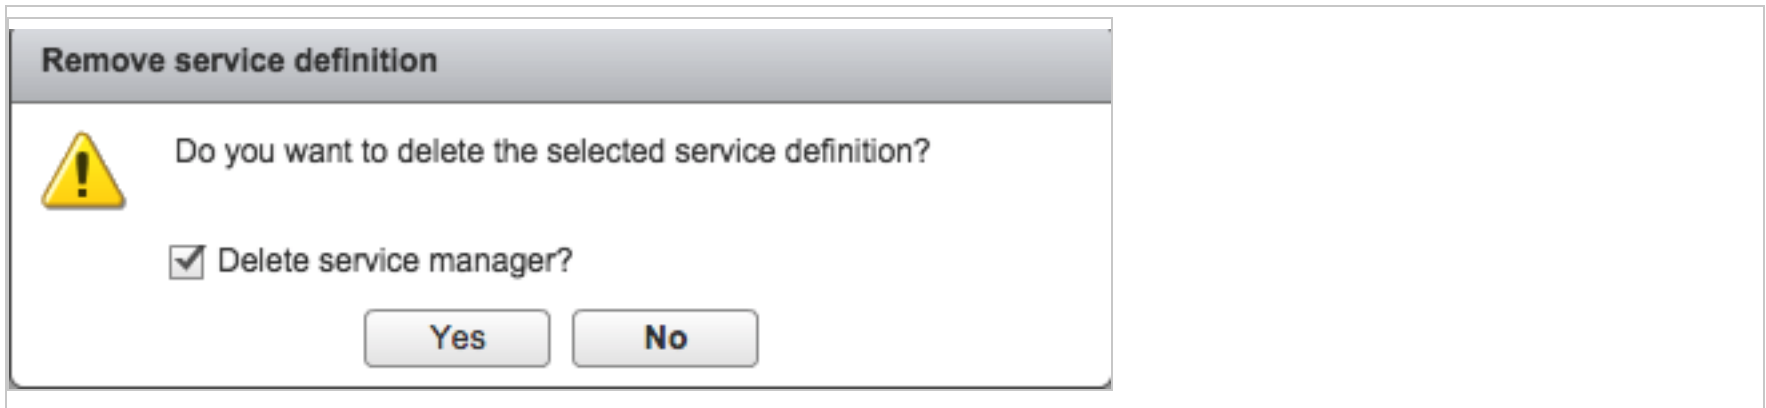 Remove service definition
Do you want to delete the selected service definition?
Delete service manager?
Yes No